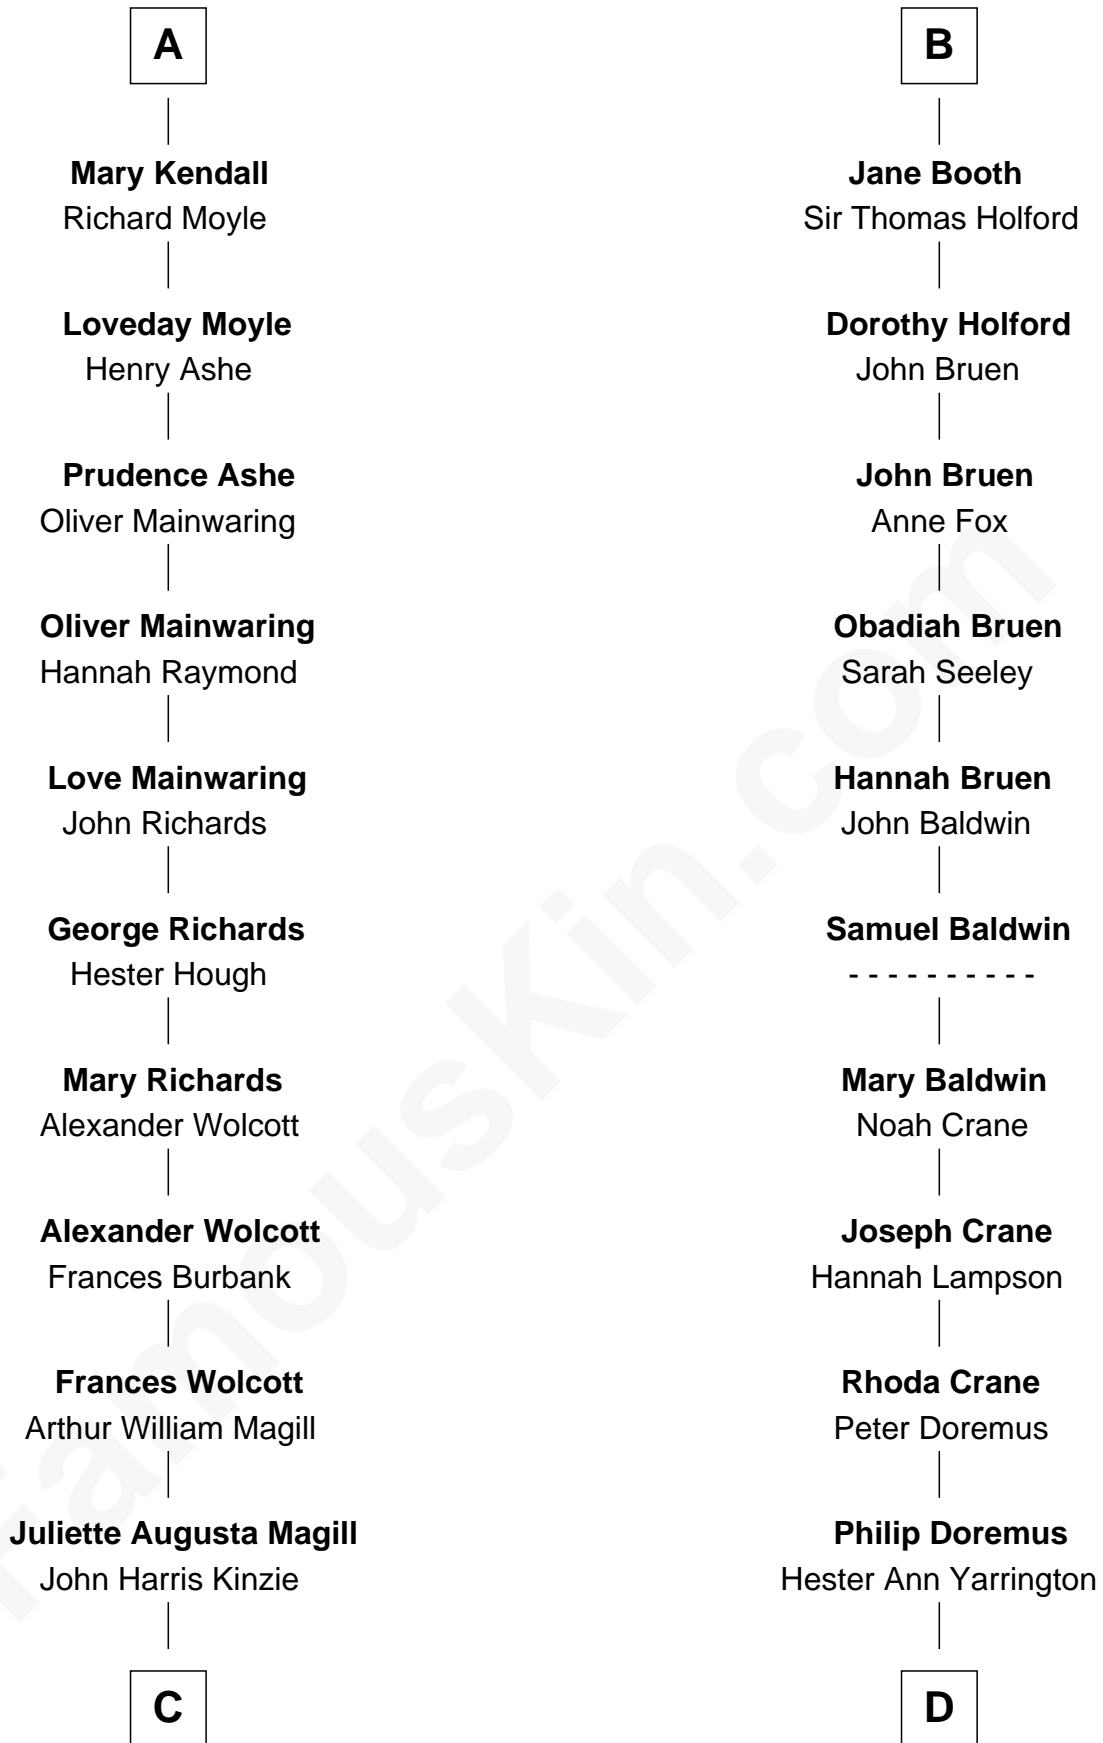 A
Mary Kendall
Richard Moyle
Loveday Moyle
Henry Ashe
Prudence Ashe
Oliver Mainwaring
Oliver Mainwaring
Hannah Raymond
Love Mainwaring
John Richards
George Richards
Hester Hough
Mary Richards
Alexander Wolcott
Alexander Wolcott
Frances Burbank
Frances Wolcott
Arthur William Magill
Juliette Augusta Magill
John Harris Kinzie
C
B
Jane Booth
Sir Thomas Holford
Dorothy Holford
John Bruen
John Bruen
Anne Fox
Obadiah Bruen
Sarah Seeley
Hannah Bruen
John Baldwin
Samuel Baldwin
- - - - - - - - - -
Mary Baldwin
Noah Crane
Joseph Crane
Hannah Lampson
Rhoda Crane
Peter Doremus
Philip Doremus
Hester Ann Yarrington
D
FamousKin.com